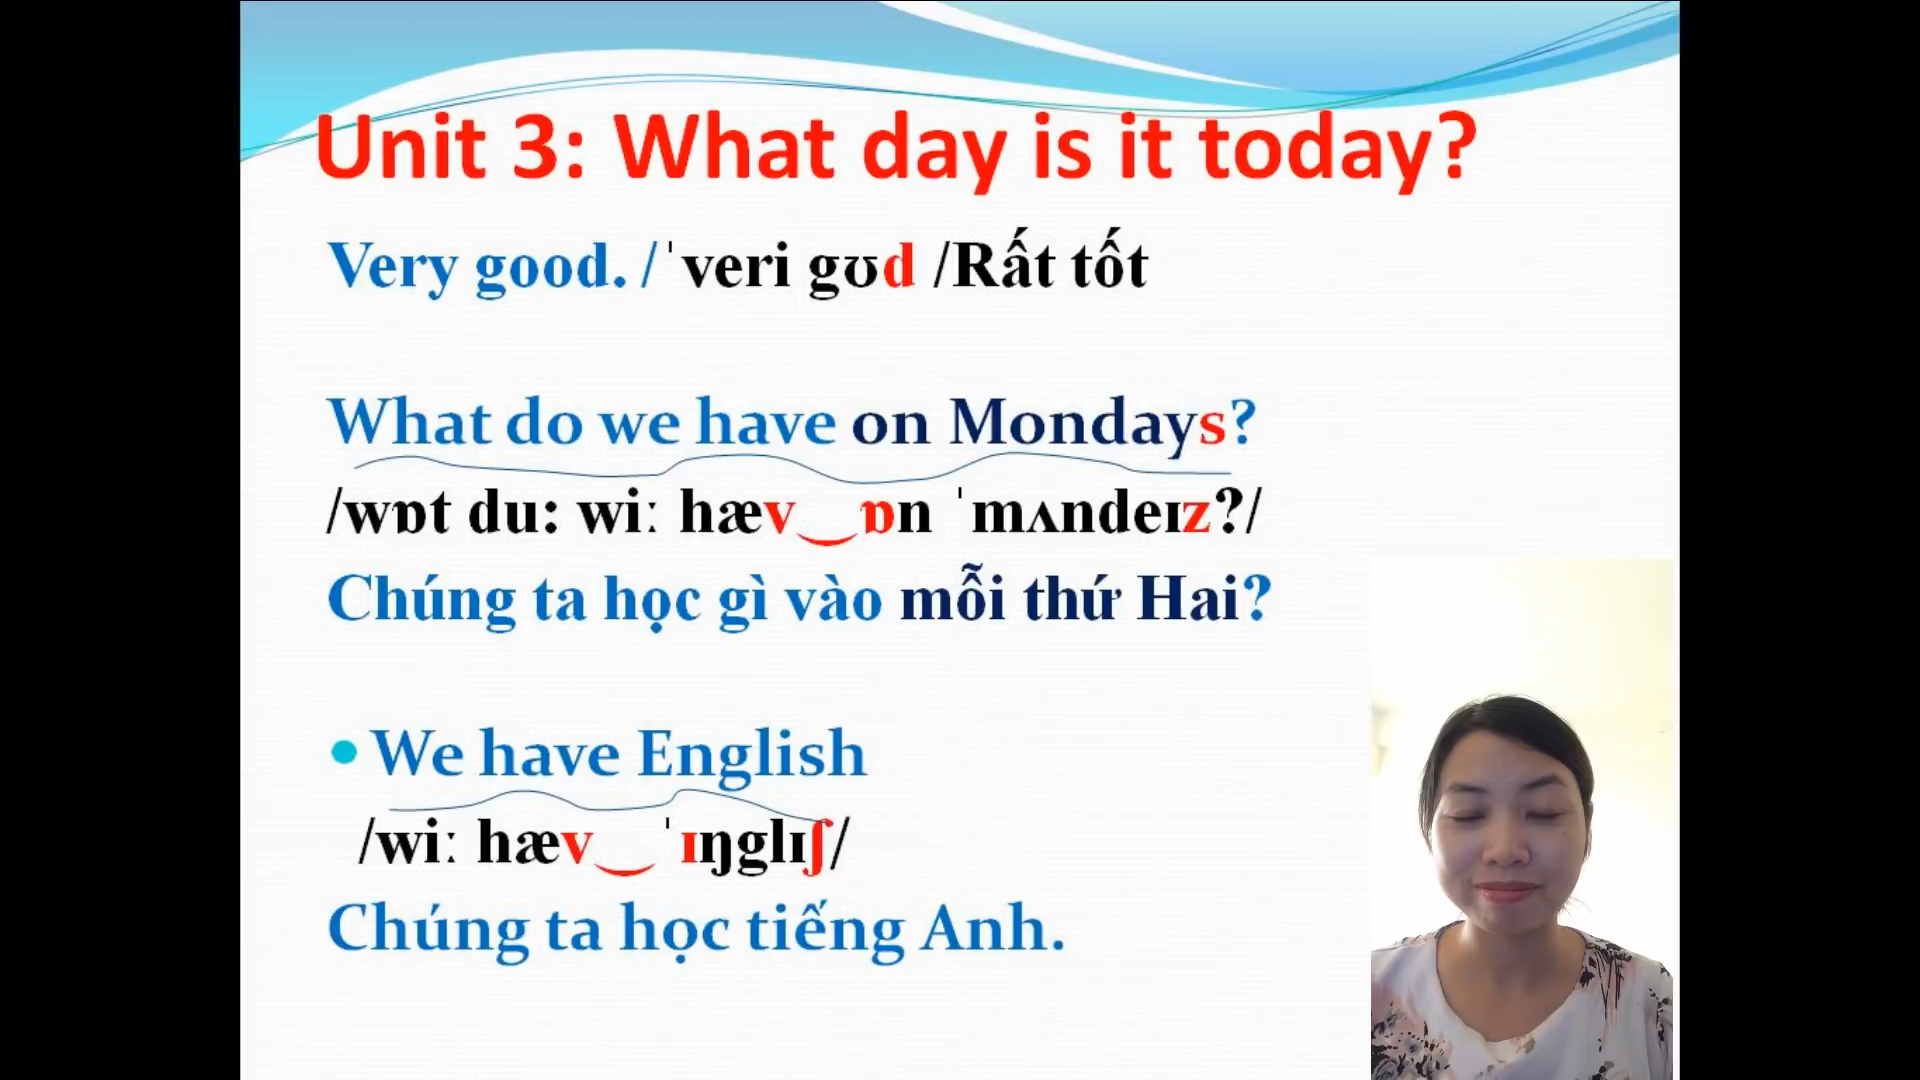 Unit 3: What day is it today?
Very good. /ˈveri gʊd /Rất tốt
What do we have on Mondays?
/wɒt du: wiː hæv‿ɒn ˈmʌndeɪz?/
Chúng ta học gì vào mỗi thứ Hai?
• We have English
/wiː hæv‿ˈɪŋglɪʃ/
Chúng ta học tiếng Anh.